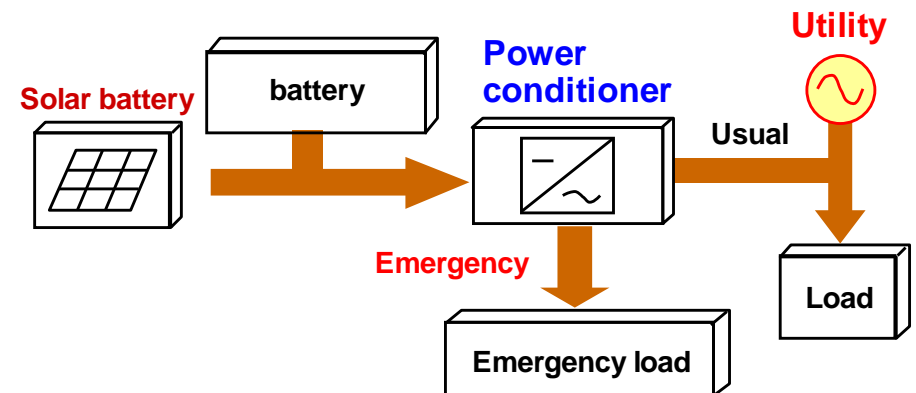 Utility
Power
conditioner
battery
Solar battery
Usual
Emergency
Load
Emergency load